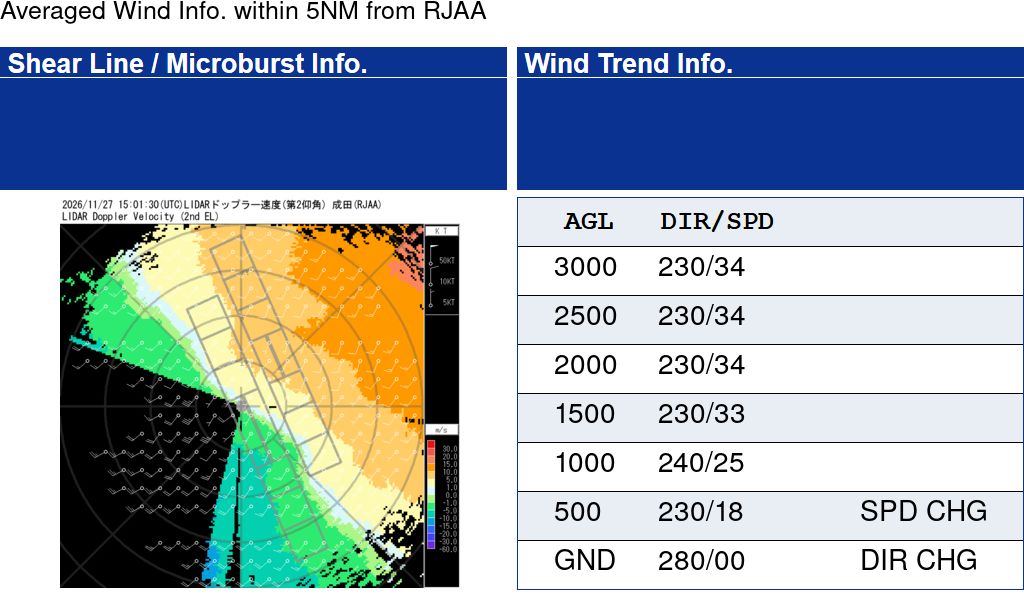 Averaged Wind Info. within 5NM from RJAA
Shear Line / Microburst Info.
Wind Trend Info.
2026/11/27 15:01:30(UTC)LIDARドップラー速度(第2仰角) 成田(RJAA)
LIDAR Doppler Velocity (2nd EL)
KT
50KT
10KT
5KT
m/s
30.0
20.0
15.0
10.0
5.0
1.0
0.0
-1.0
-5.0
-10.0
-15.0
-20.0
-30.0
-60.0
AGL DIR/SPD
3000 230/34
2500 230/34
2000 230/34
1500 230/33
1000 240/25
500 230/18 SPD CHG
GND 280/00 DIR CHG